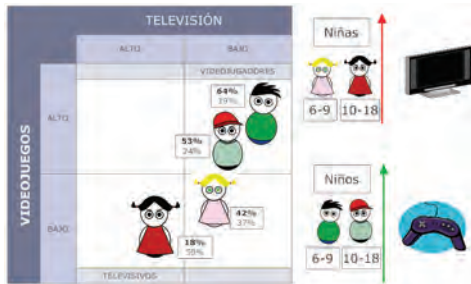 TELEVISIÓN
ALTO
BAJO
VIDEOJUEGOS
ALTO
BAJO
VIDEOJUGADORES
64%
19%
53%
24%
42%
37%
18%
TELEVISIVOS
Niñas
6-9
10-18
Niños
6-9
10-18